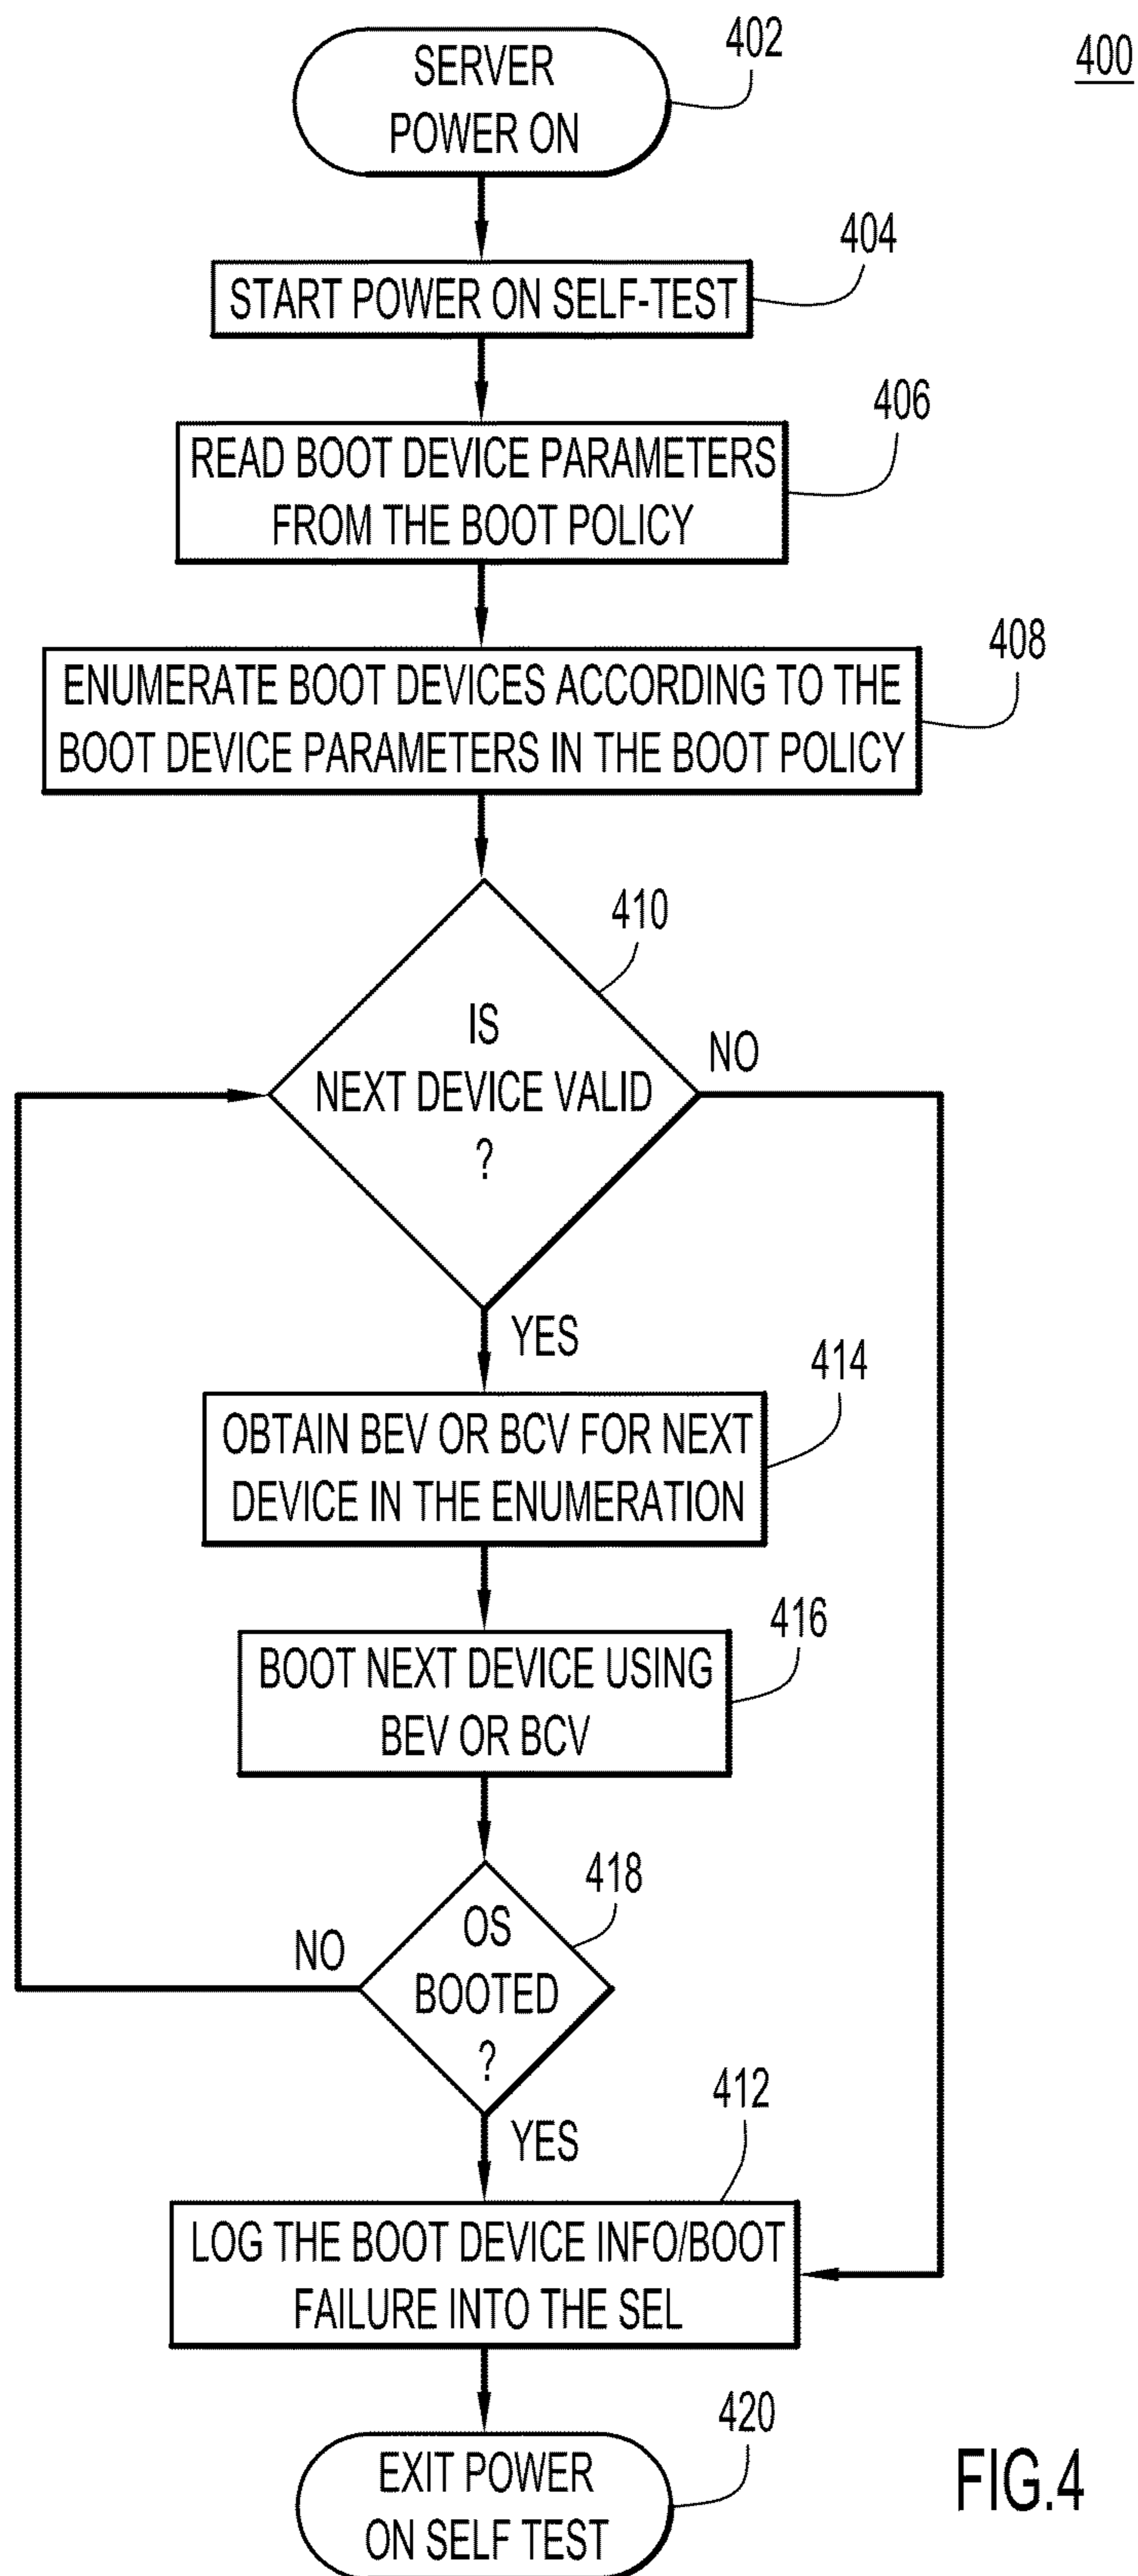 400
402
SERVER
POWER ON
404
START POWER ON SELF-TEST
406
READ BOOT DEVICE PARAMETERS
FROM THE BOOT POLICY
408
ENUMERATE BOOT DEVICES ACCORDING TO THE
BOOT DEVICE PARAMETERS IN THE BOOT POLICY
410
IS
NEXT DEVICE VALID
?
NO
YES
414
OBTAIN BEV OR BCV FOR NEXT
DEVICE IN THE ENUMERATION
416
BOOT NEXT DEVICE USING
BEV OR BCV
418
OS
BOOTED
?
NO
YES
412
LOG THE BOOT DEVICE INFO/BOOT
FAILURE INTO THE SEL
420
EXIT POWER
ON SELF TEST
FIG.4